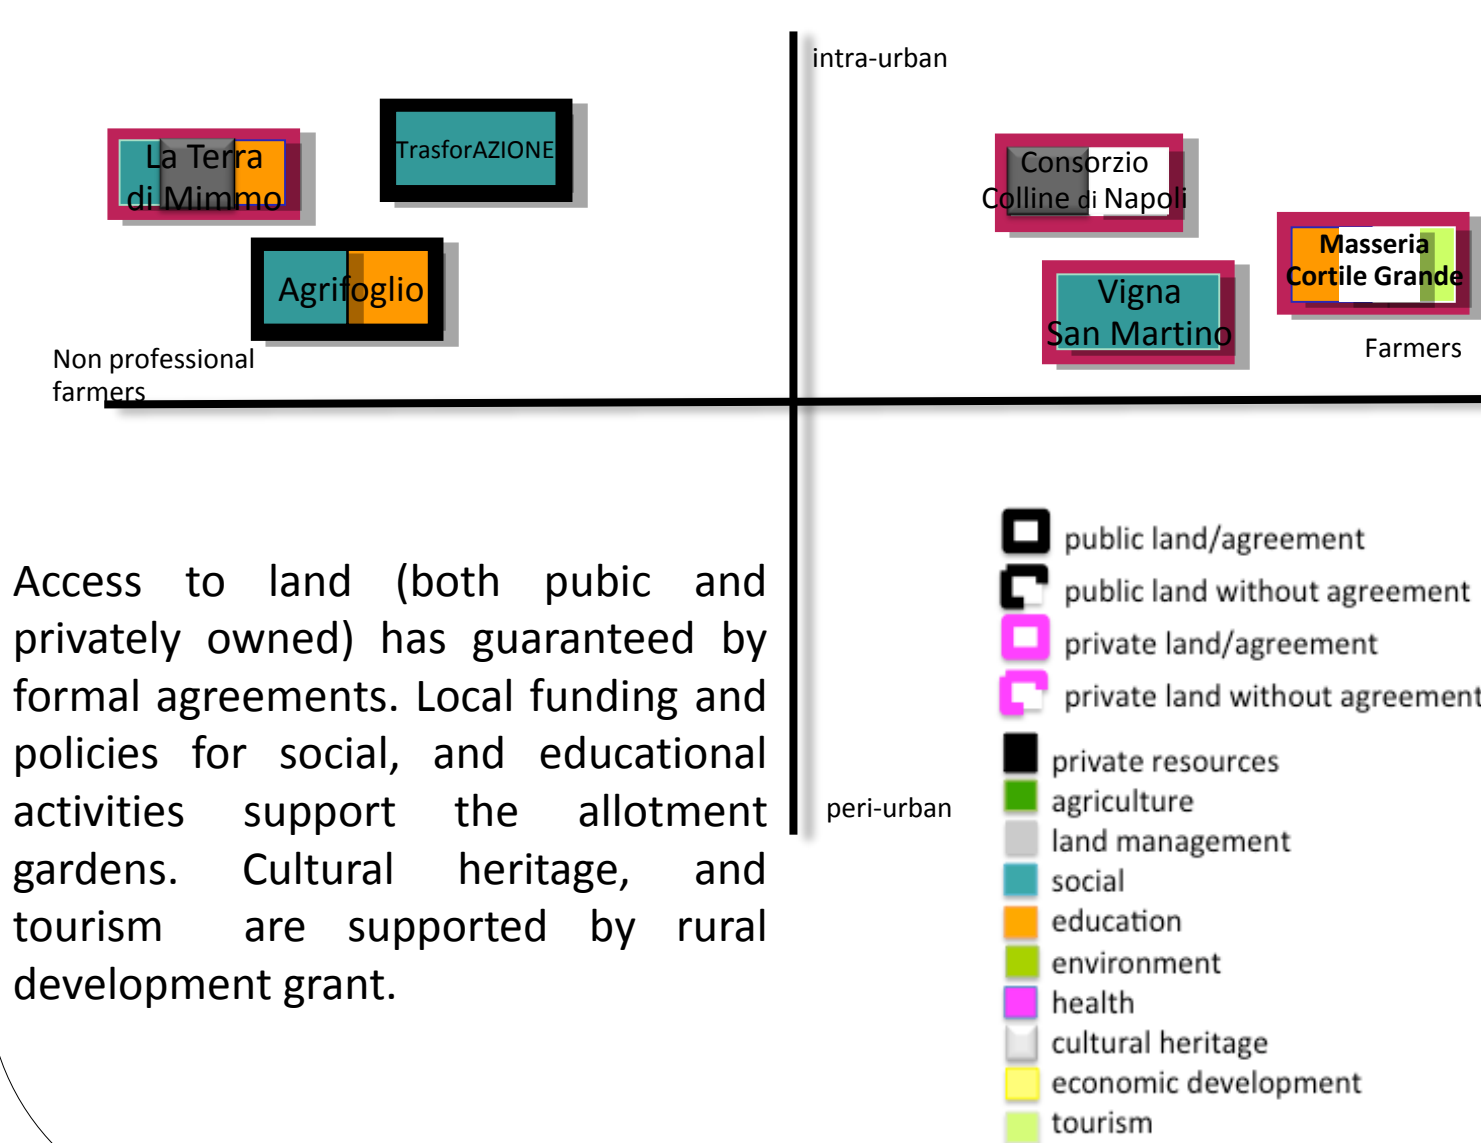 intra-urban
La Terra
di Mimmo
TrasforAZIONE
Agrifoglio
Consorzio
Colline di Napoli
Masseria
Cortile Grande
Vigna
San Martino
Non professional
farmers
Farmers
Access to land (both pubic and
privately owned) has guaranteed by
formal agreements. Local funding and
policies for social, and educational
activities support the allotment
gardens. Cultural heritage, and
tourism are supported by rural
development grant.
peri-urban
public land/agreement
public land without agreement
private land/agreement
private land without agreement
private resources
agriculture
land management
social
education
environment
health
cultural heritage
economic development
tourism